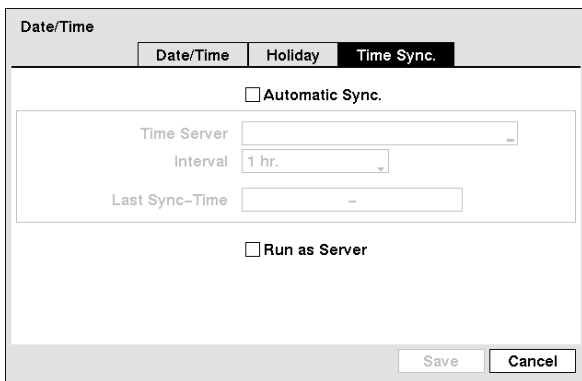 Date/Time
Date/Time Holiday Time Sync.
Automatic Sync.
Time Server
Interval 1 hr.
Last Sync-Time –
Run as Server
Save Cancel